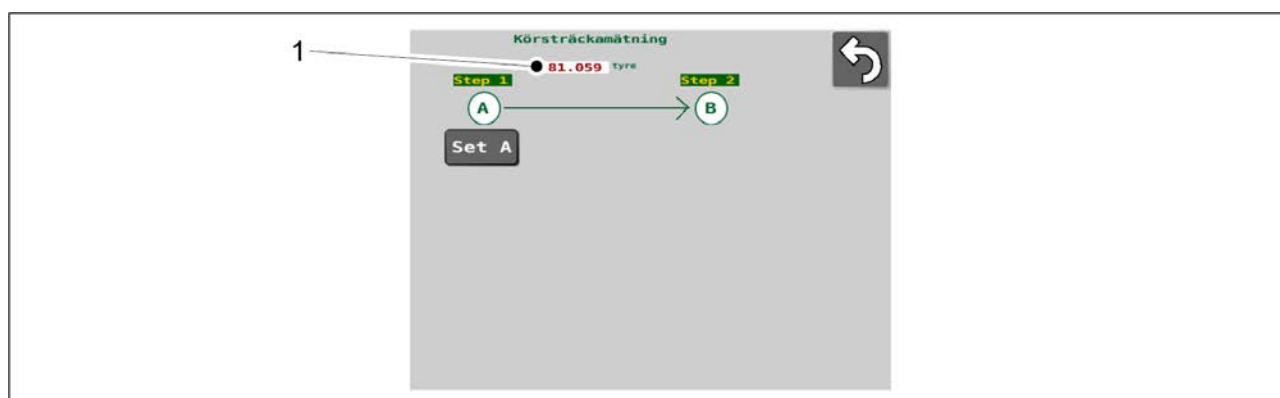 Körsträckamätning
1
81.059 tyre
Step 1
Step 2
A
B
Set A